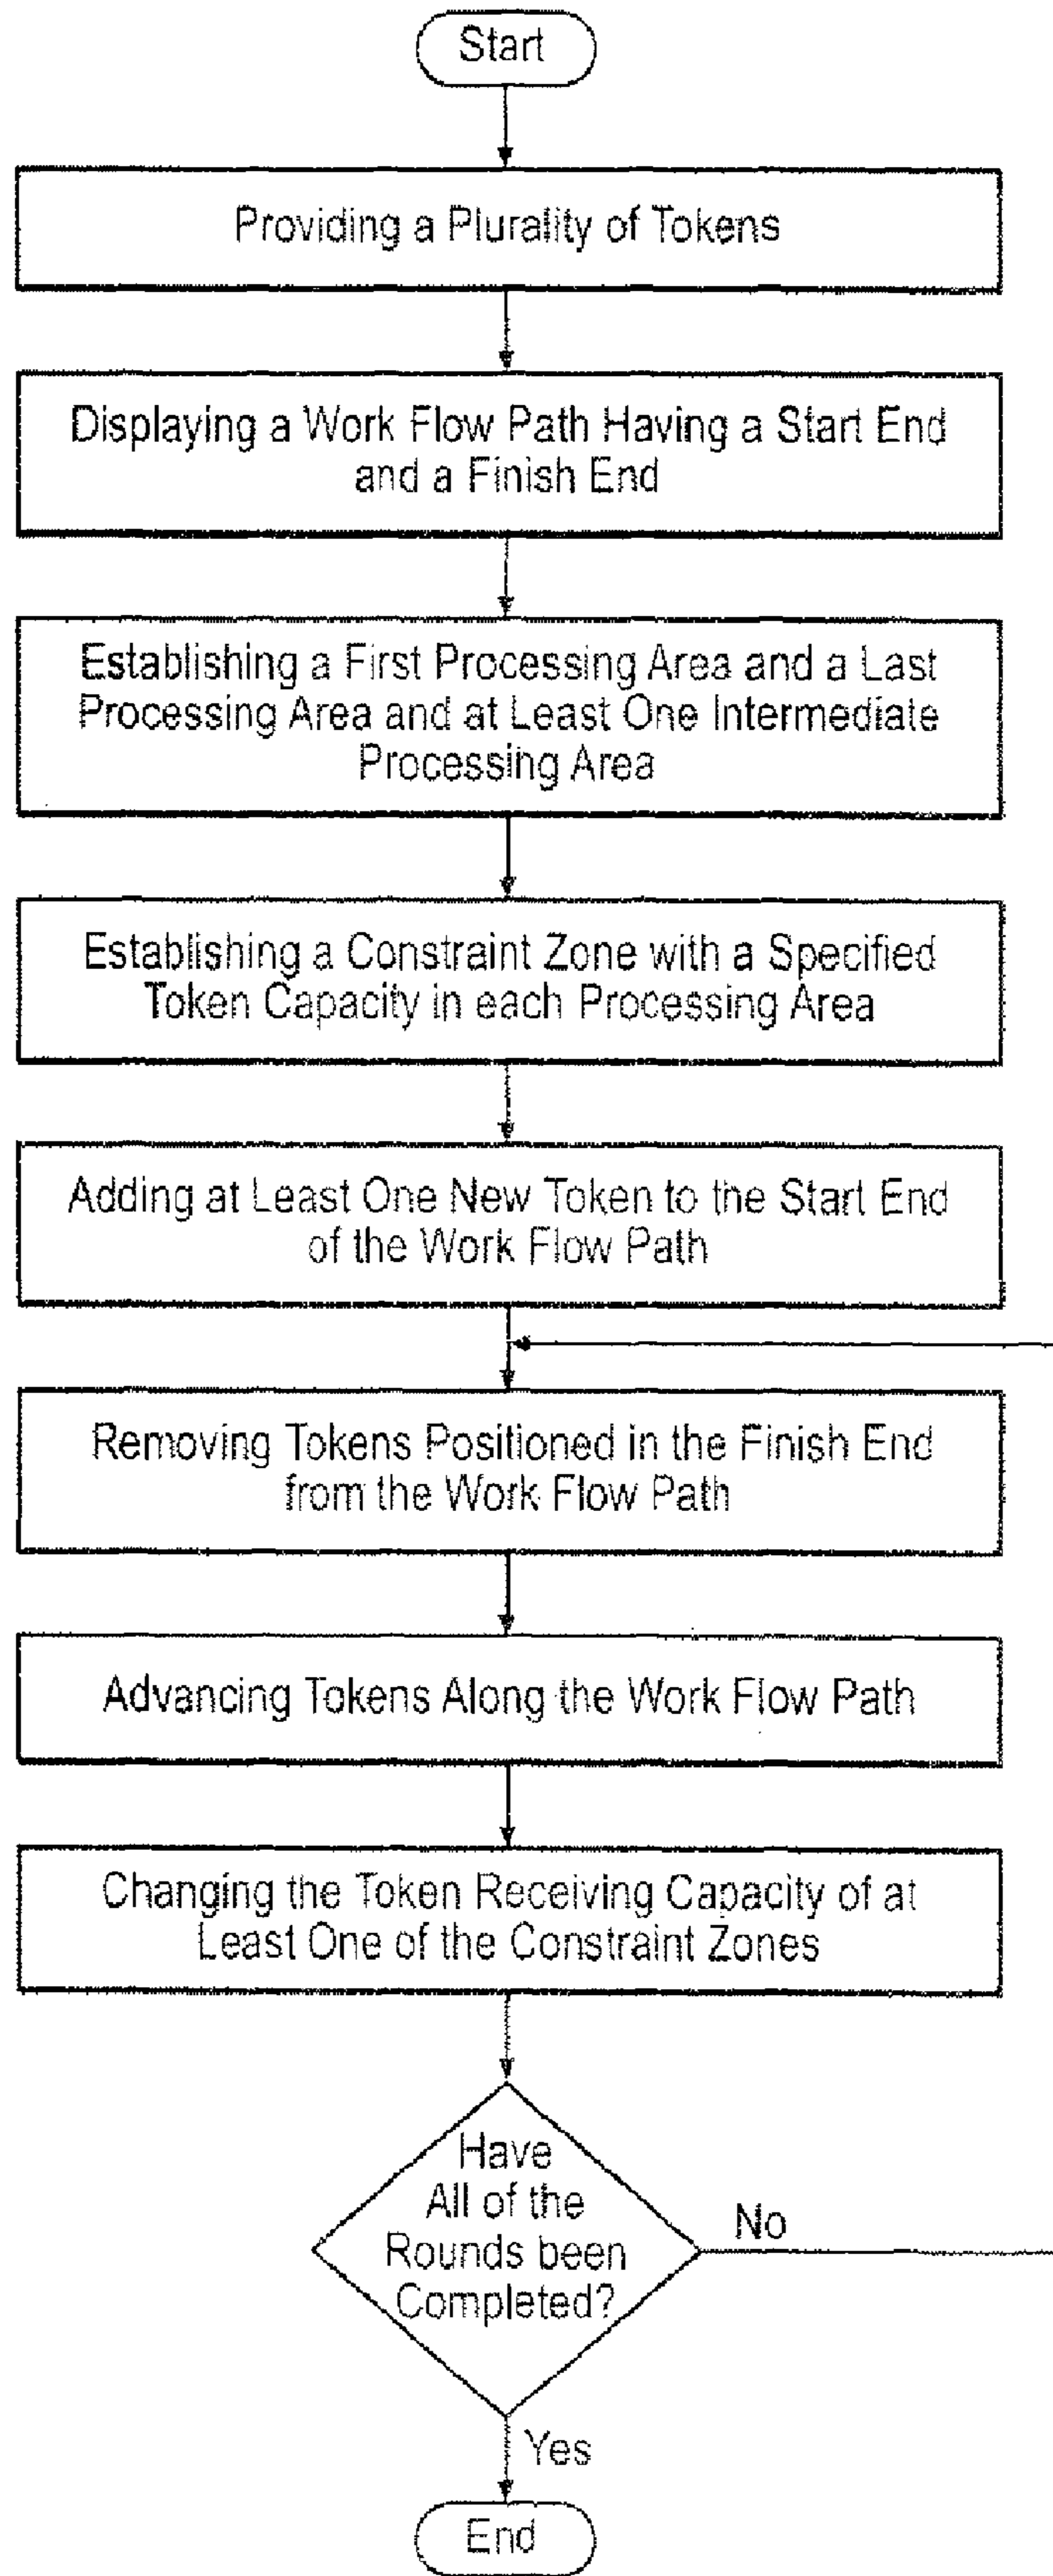 Start
Providing a Plurality of Tokens
Displaying a Work Flow Path Having a Start End
and a Finish End
Establishing a First Processing Area and a Last
Processing Area and at Least One Intermediate
Processing Area
Establishing a Constraint Zone with a Specified
Token Capacity in each Processing Area
Adding at Least One New Token to the Start End
of the Work Flow Path
Removing Tokens Positioned in the Finish End
from the Work Flow Path
Advancing Tokens Along the Work Flow Path
Changing the Token Receiving Capacity of at
Least One of the Constraint Zones
Have
All of the
Rounds been
Completed?
No
Yes
End